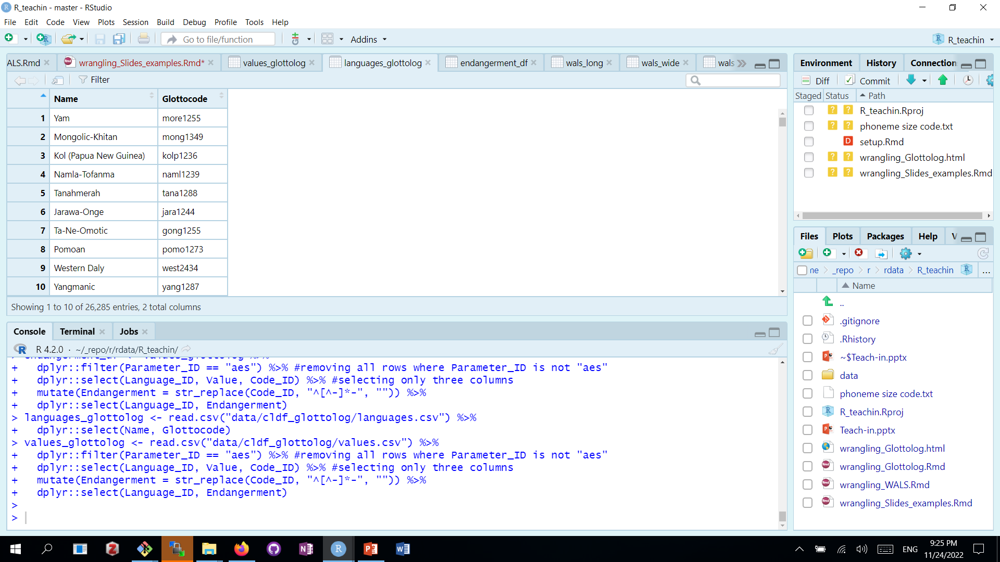 R_teachin - master - RStudio
File Edit Code View Plots Session Build Debug Profile Tools Help
Go to file/function Addins R_teachin
ALS.Rmd wrangling_Slides_examples.Rmd* values_glottolog languages_glottolog endangerment_df wals_long wals_wide wals
Filter
Name Glottocode
1 Yam more1255
2 Mongolic-Khitan mong1349
3 Kol (Papua New Guinea) kolp1236
4 Namla-Tofanma naml1239
5 Tanahmerah tana1288
6 Jarawa-Onge jara1244
7 Ta-Ne-Omotic gong1255
8 Pomoan pomo1273
9 Western Daly west2434
10 Yangmanic yang1287
Showing 1 to 10 of 26,285 entries, 2 total columns
Console Terminal Jobs
R 4.2.0 · ~/_repo/r/rdata/R_teachin/
> endangerment_df <- values_glottolog %>%
+   dplyr::filter(Parameter_ID == "aes") %>% #removing all rows where Parameter_ID is not "aes"
+   dplyr::select(Language_ID, Value, Code_ID) %>% #selecting only three columns
+   mutate(Endangerment = str_replace(Code_ID, "^[^-]*-", "")) %>%
+   dplyr::select(Language_ID, Endangerment)
> languages_glottolog <- read.csv("data/cldf_glottolog/languages.csv") %>%
+   dplyr::select(Name, Glottocode)
> values_glottolog <- read.csv("data/cldf_glottolog/values.csv") %>%
+   dplyr::filter(Parameter_ID == "aes") %>% #removing all rows where Parameter_ID is not "aes"
+   dplyr::select(Language_ID, Value, Code_ID) %>% #selecting only three columns
+   mutate(Endangerment = str_replace(Code_ID, "^[^-]*-", "")) %>%
+   dplyr::select(Language_ID, Endangerment)
>
>
Environment History Connection
Diff Commit
Staged Status Path
? ? R_teachin.Rproj
? ? phoneme size code.txt
D setup.Rmd
? ? wrangling_Glottolog.html
? ? wrangling_Slides_examples.Rmd
Files Plots Packages Help V
ne _repo r rdata R_teachin ...
Name
..
.gitignore
.Rhistory
~$Teach-in.pptx
data
phoneme size code.txt
R_teachin.Rproj
Teach-in.pptx
wrangling_Glottolog.html
wrangling_Glottolog.Rmd
wrangling_WALS.Rmd
wrangling_Slides_examples.Rmd
ENG
9:25 PM
11/24/2022